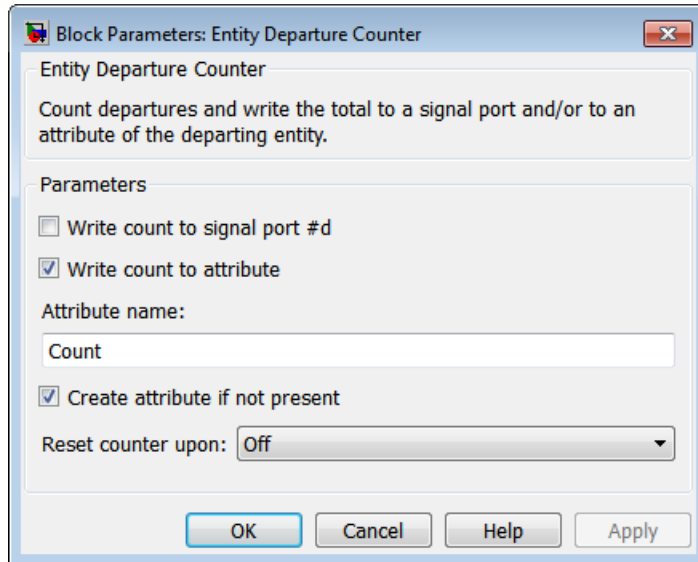 Block Parameters: Entity Departure Counter
Entity Departure Counter
Count departures and write the total to a signal port and/or to an
attribute of the departing entity.
Parameters
Write count to signal port #d
Write count to attribute
Attribute name:
Count
Create attribute if not present
Reset counter upon: Off
OK Cancel Help Apply